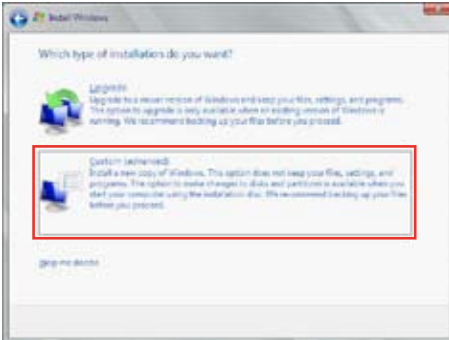 Install Windows
Which type of installation do you want?
Upgrade
Upgrade to a newer version of Windows and keep your files, settings, and programs.
The option to upgrade is only available when an existing version of Windows is
running. We recommend backing up your files before you proceed.
Custom (advanced)
Install a new copy of Windows. This option does not keep your files, settings, and
programs. The option to make changes to disks and partitions is available when you
start your computer using the installation disc. We recommend backing up your files
before you proceed.
Help me decide